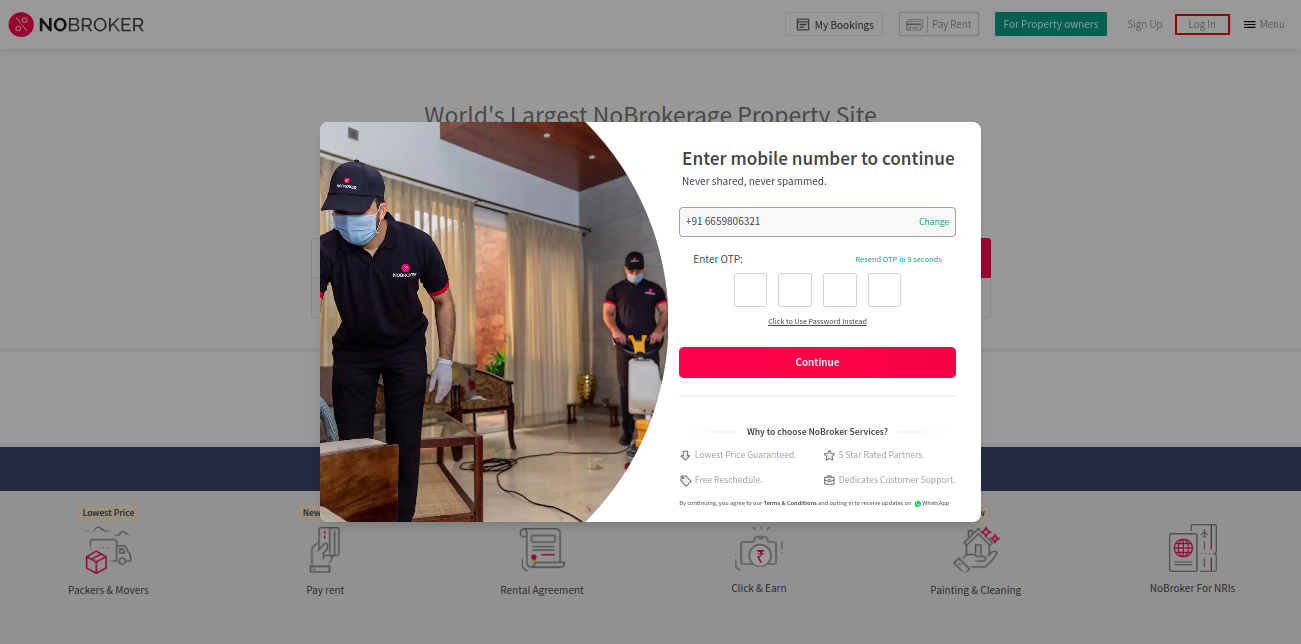 NOBROKER
My Bookings
Pay Rent
For Property owners
Sign Up
Log In
Menu
World's Largest NoBrokerage Property Site
Enter mobile number to continue
Never shared, never spammed.
+91 6659806321
Change
Enter OTP:
Resend OTP in 9 seconds
Click to Use Password Instead
Continue
Why to choose NoBroker Services?
Lowest Price Guaranteed.
5 Star Rated Partners.
Free Reschedule.
Dedicates Customer Support.
By continuing, you agree to our Terms & Conditions and opting in to receive updates on WhatsApp
Lowest Price
New
Packers & Movers
Pay rent
Rental Agreement
Click & Earn
Painting & Cleaning
NoBroker For NRIs